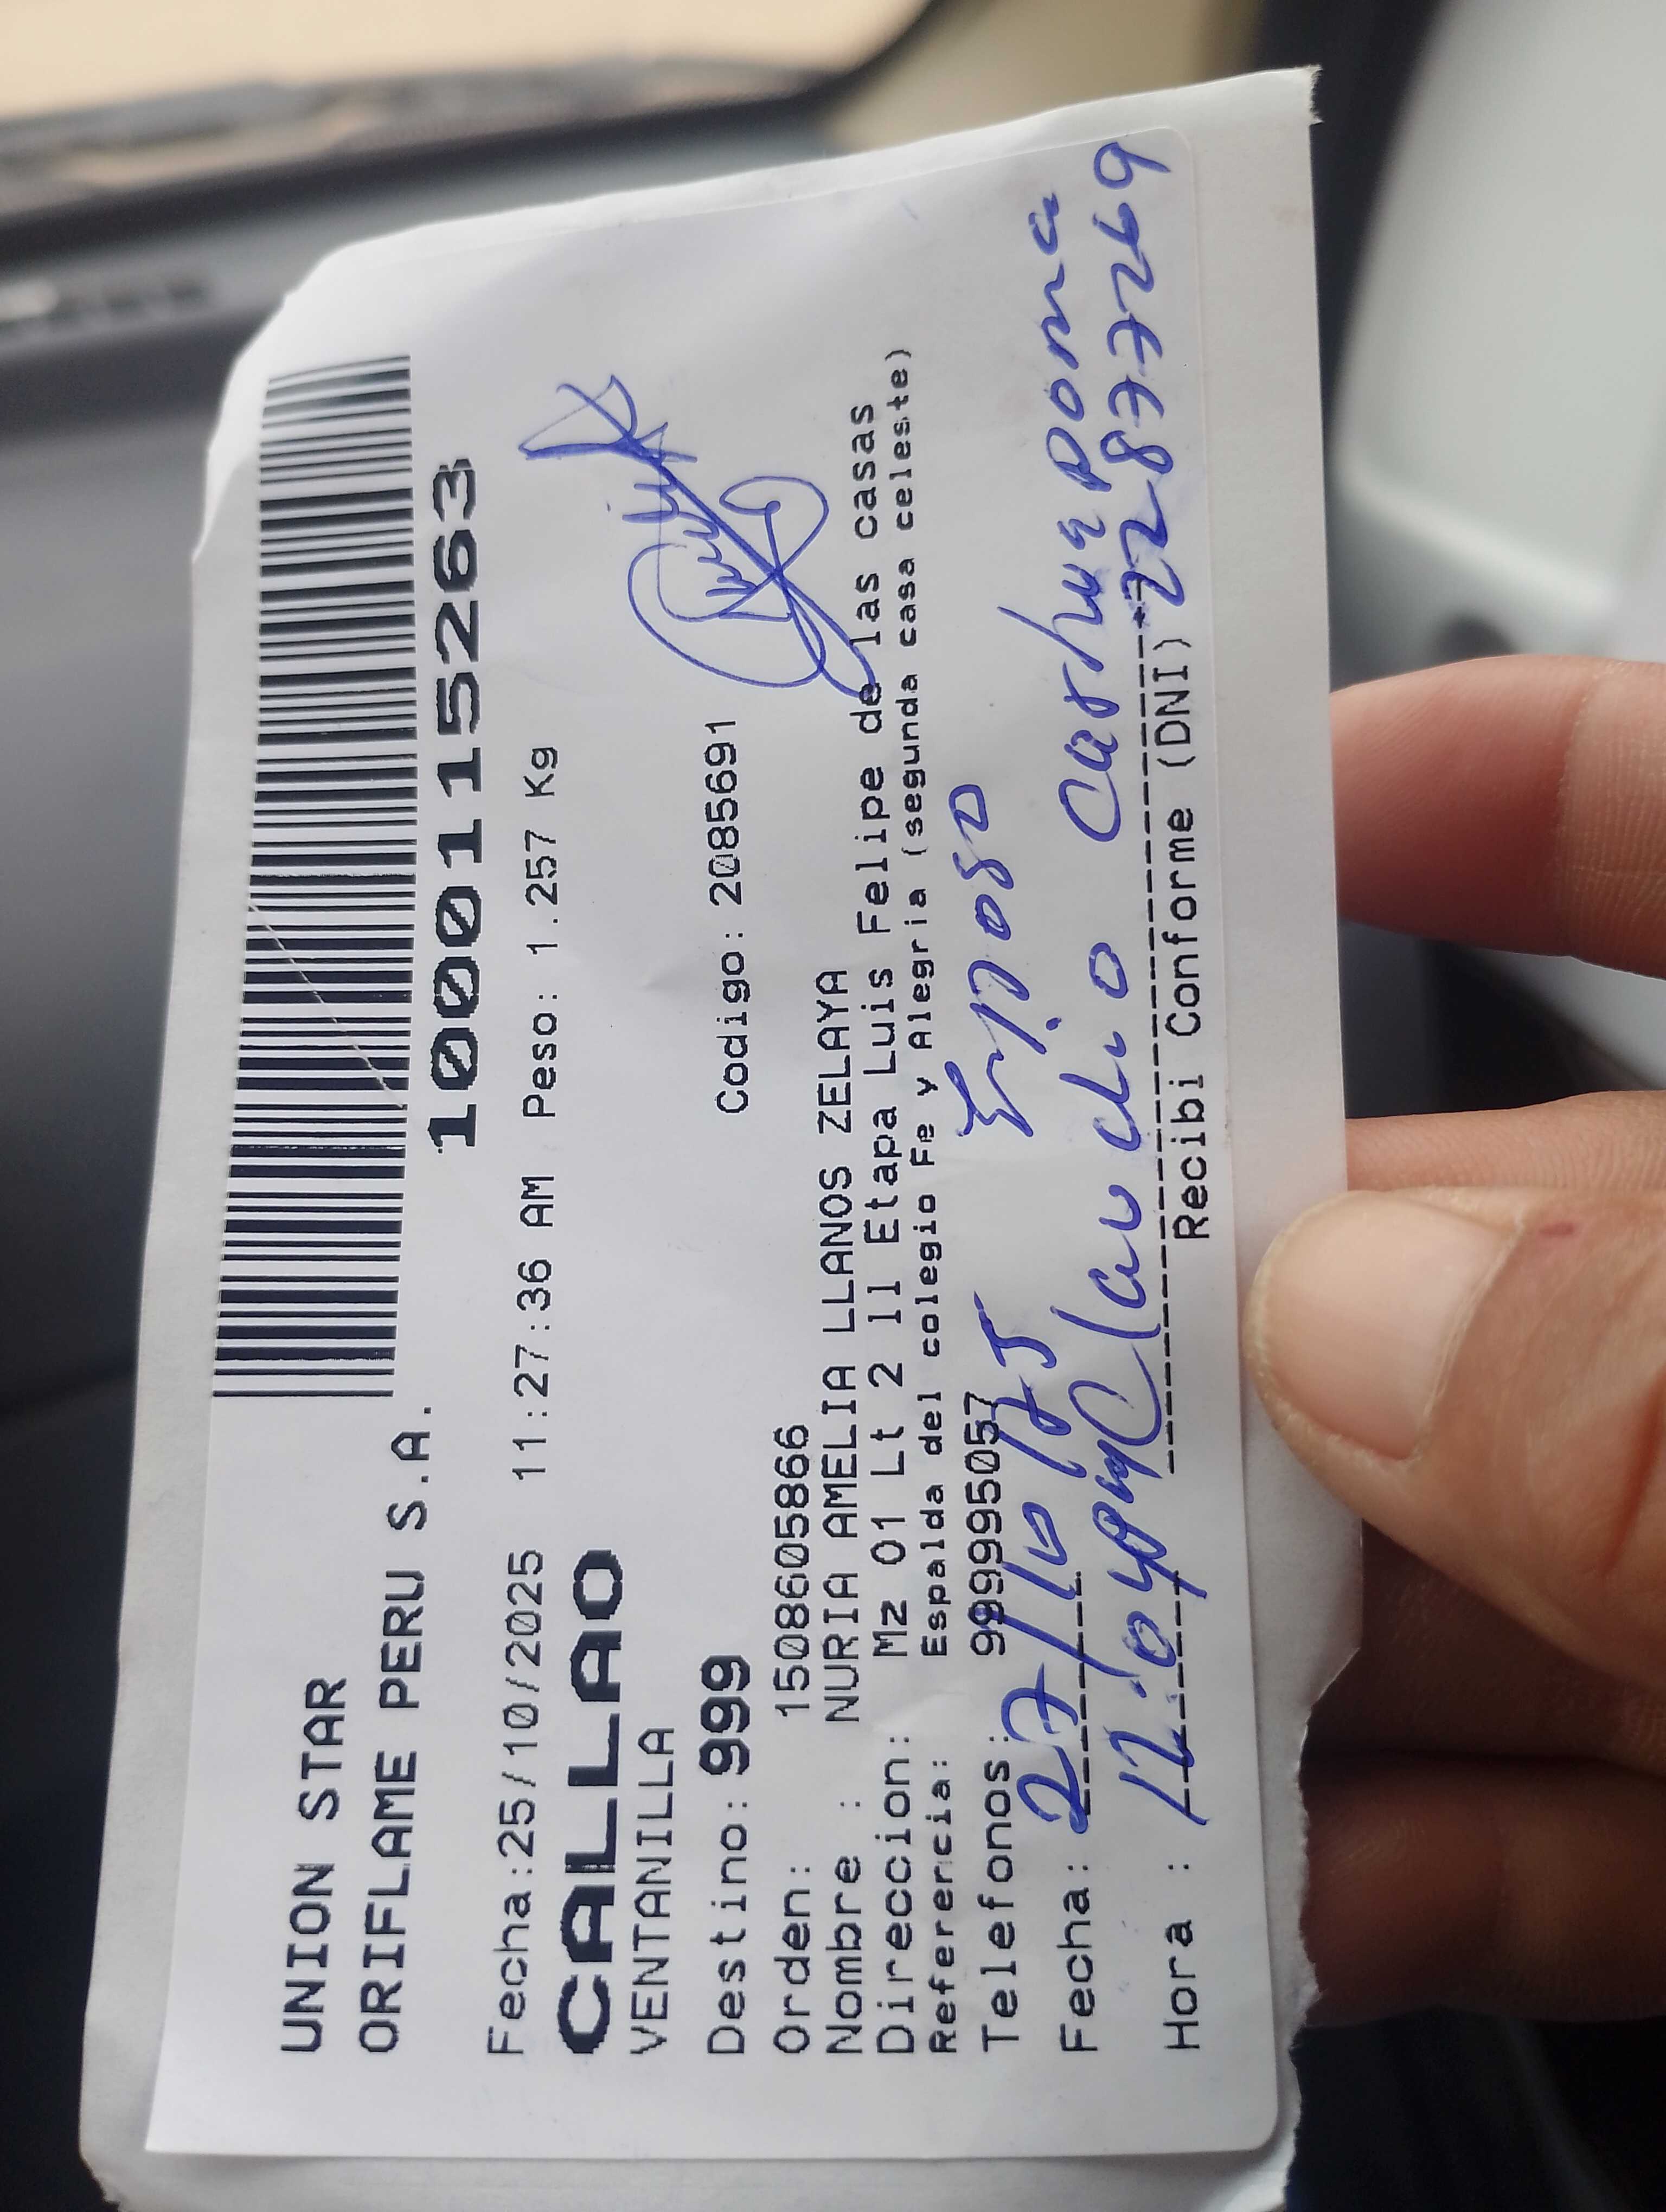 UNION STAR
ORIFLAME PERU S.A.
10001115263
Fecha:25/10/2025 11:27:36 AM Peso: 1.257 Kg
CALLAO
VENTANILLA
Destino: 999 Codigo: 2085691
Orden: 1508605866
Nombre : NURIA AMELIA LLANOS ZELAYA
Direccion: Mz 01 Lt 2 II Etapa Luis Felipe de las casas
Referencia: Espalda del colegio Fe y Alegria (segunda casa celeste)
Telefonos: 999995057
Fecha: 27/10/25 Esposo
Claudio Carhuapoma
Hora : 12:04pm 22877269
Recibi Conforme (DNI)